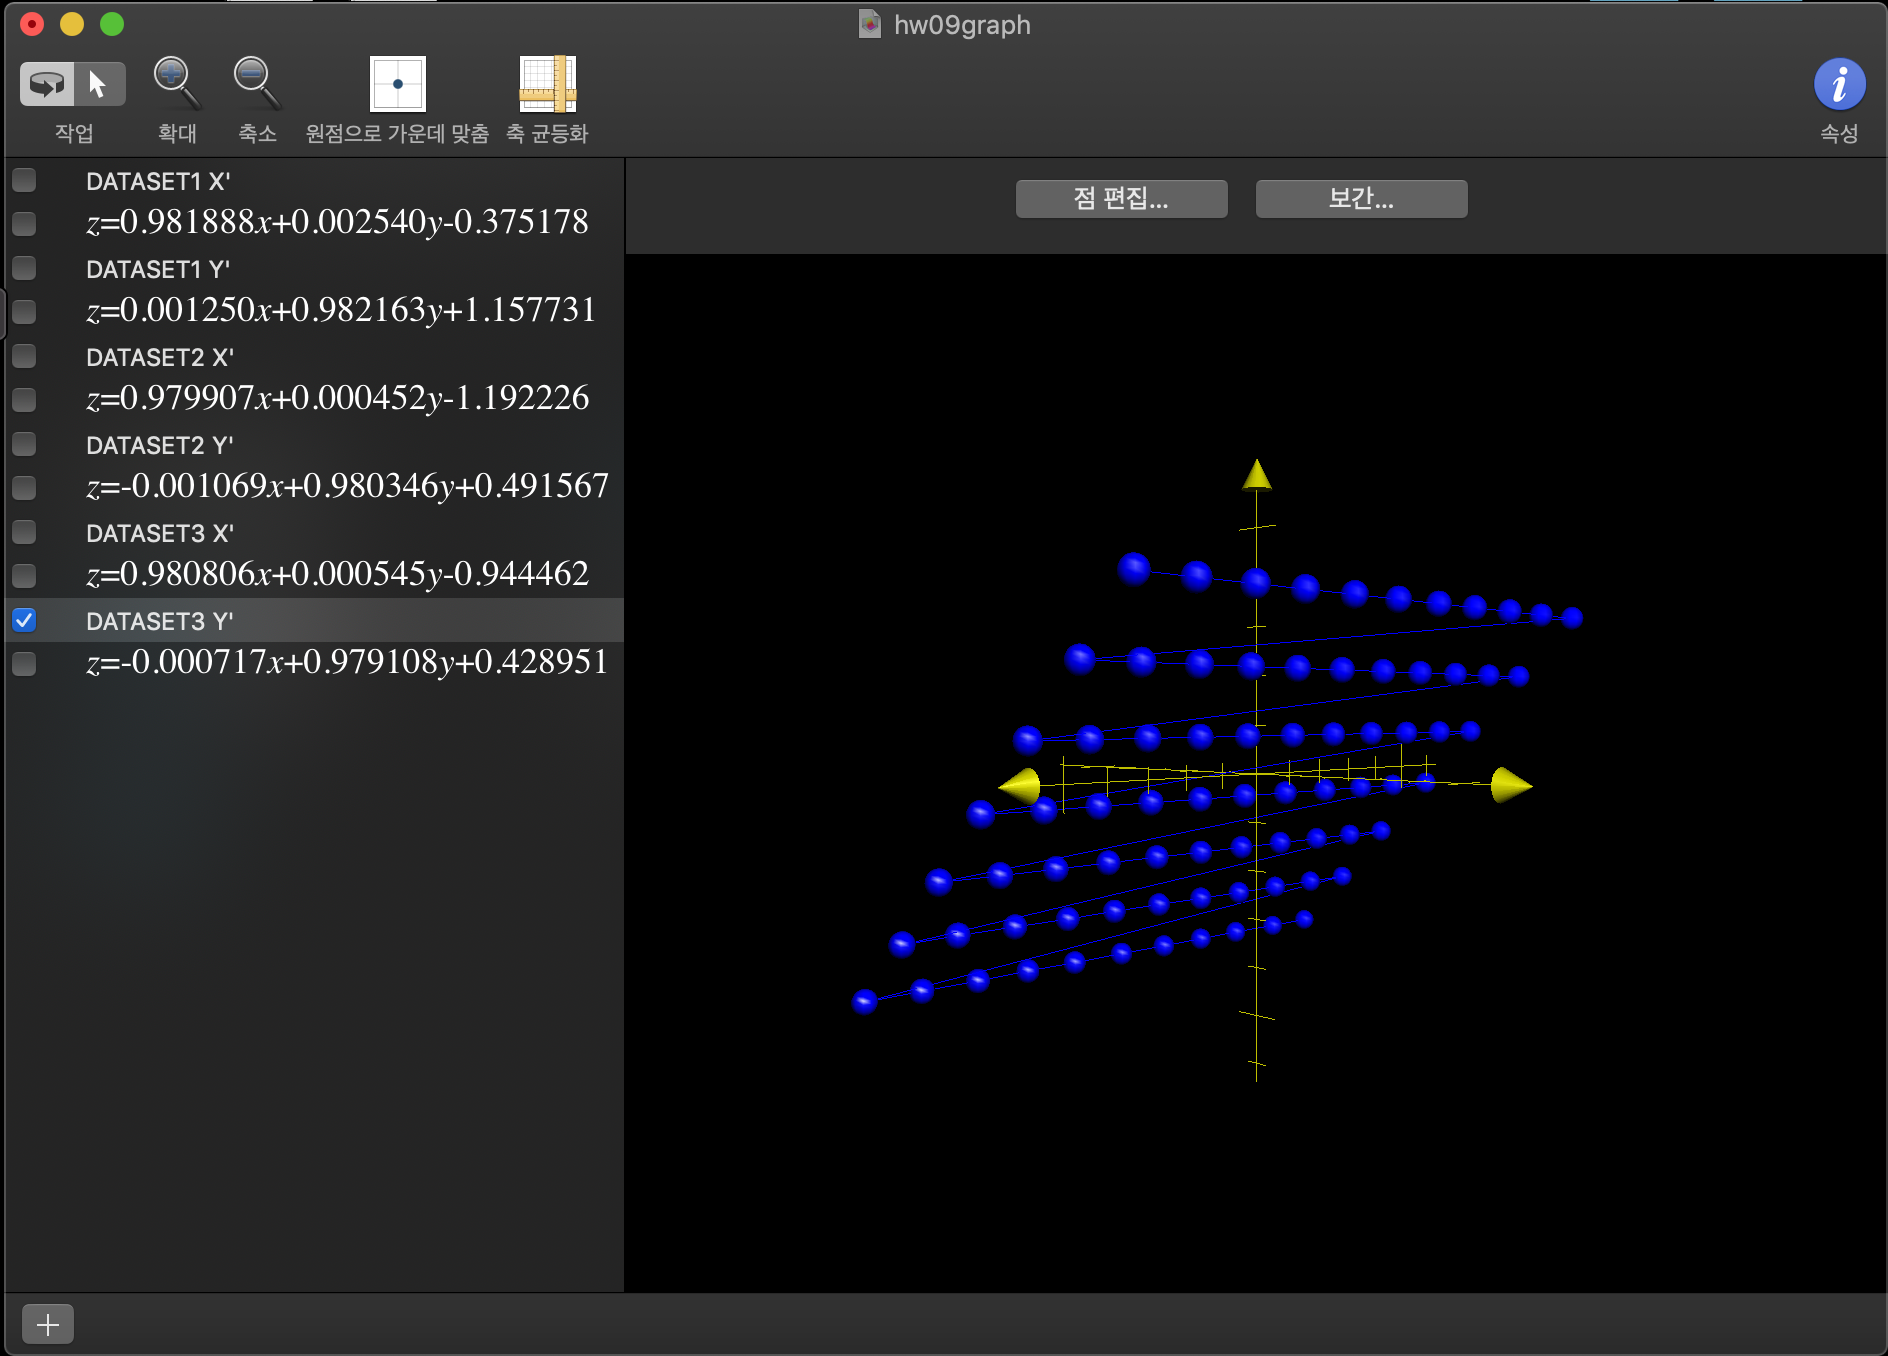 hw09graph
작업
확대
축소
원점으로 가운데 맞춤
축 균등화
속성
DATASET1 X'
z=0.981888x+0.002540y-0.375178
DATASET1 Y'
z=0.001250x+0.982163y+1.157731
DATASET2 X'
z=0.979907x+0.000452y-1.192226
DATASET2 Y'
z=-0.001069x+0.980346y+0.491567
DATASET3 X'
z=0.980806x+0.000545y-0.944462
DATASET3 Y'
z=-0.000717x+0.979108y+0.428951
점 편집...
보간...